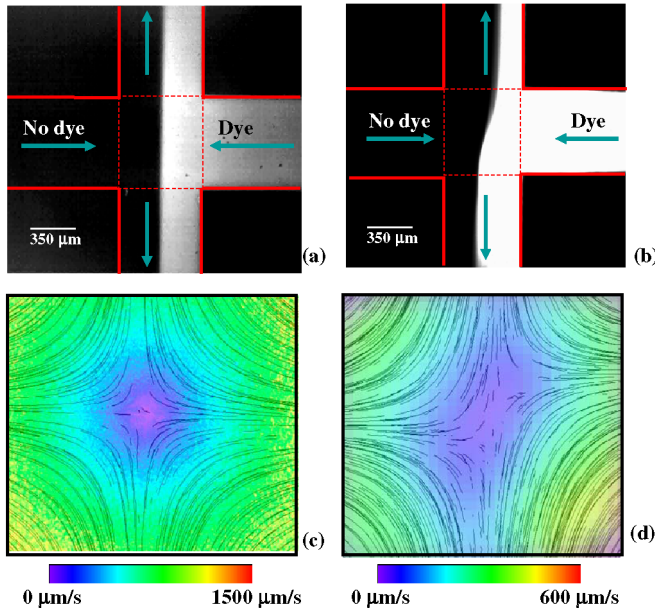 No dye
Dye
350 μm
(a)
No dye
Dye
350 μm
(b)
(c)
(d)
0 μm/s
1500 μm/s
0 μm/s
600 μm/s